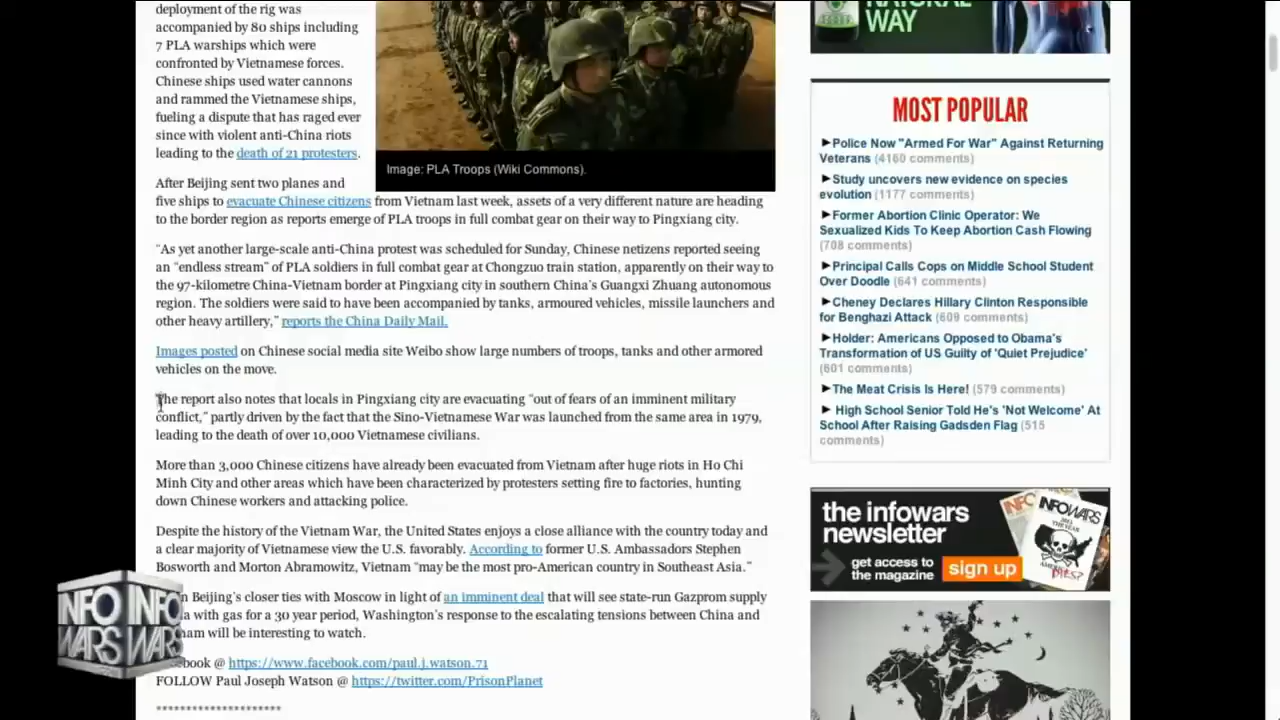 deployment of the rig was
accompanied by 80 ships including
7 PLA warships which were
confronted by Vietnamese forces.
Chinese ships used water cannons
and rammed the Vietnamese ships,
fueling a dispute that has raged ever
since with violent anti-China riots
leading to the death of 21 protesters.
Image: PLA Troops (Wiki Commons).
After Beijing sent two planes and
five ships to evacuate Chinese citizens from Vietnam last week, assets of a very different nature are heading
to the border region as reports emerge of PLA troops in full combat gear on their way to Pingxiang city.
“As yet another large-scale anti-China protest was scheduled for Sunday, Chinese netizens reported seeing
an “endless stream” of PLA soldiers in full combat gear at Chongzuo train station, apparently on their way to
the 97-kilometre China-Vietnam border at Pingxiang city in southern China’s Guangxi Zhuang autonomous
region. The soldiers were said to have been accompanied by tanks, armoured vehicles, missile launchers and
other heavy artillery,” reports the China Daily Mail.
Images posted on Chinese social media site Weibo show large numbers of troops, tanks and other armored
vehicles on the move.
The report also notes that locals in Pingxiang city are evacuating “out of fears of an imminent military
conflict,” partly driven by the fact that the Sino-Vietnamese War was launched from the same area in 1979,
leading to the death of over 10,000 Vietnamese civilians.
More than 3,000 Chinese citizens have already been evacuated from Vietnam after huge riots in Ho Chi
Minh City and other areas which have been characterized by protesters setting fire to factories, hunting
down Chinese workers and attacking police.
Despite the history of the Vietnam War, the United States enjoys a close alliance with the country today and
a clear majority of Vietnamese view the U.S. favorably. According to former U.S. Ambassadors Stephen
Bosworth and Morton Abramowitz, Vietnam “may be the most pro-American country in Southeast Asia.”
Beijing’s closer ties with Moscow in light of an imminent deal that will see state-run Gazprom supply
with gas for a 30 year period, Washington’s response to the escalating tensions between China and
will be interesting to watch.
@ https://www.facebook.com/paul.j.watson.71
FOLLOW Paul Joseph Watson @ https://twitter.com/PrisonPlanet
*********************
INFO INFO
WARS WARS
NATURAL
WAY
MOST POPULAR
►Police Now "Armed For War" Against Returning
Veterans (4160 comments)
►Study uncovers new evidence on species
evolution (1177 comments)
►Former Abortion Clinic Operator: We
Sexualized Kids To Keep Abortion Cash Flowing
(708 comments)
►Principal Calls Cops on Middle School Student
Over Doodle (641 comments)
►Cheney Declares Hillary Clinton Responsible
for Benghazi Attack (609 comments)
►Holder: Americans Opposed to Obama's
Transformation of US Guilty of 'Quiet Prejudice'
(601 comments)
►The Meat Crisis Is Here! (579 comments)
► High School Senior Told He's 'Not Welcome' At
School After Raising Gadsden Flag (515
comments)
the infowars
newsletter
get access to
the magazine
sign up
INFOWARS